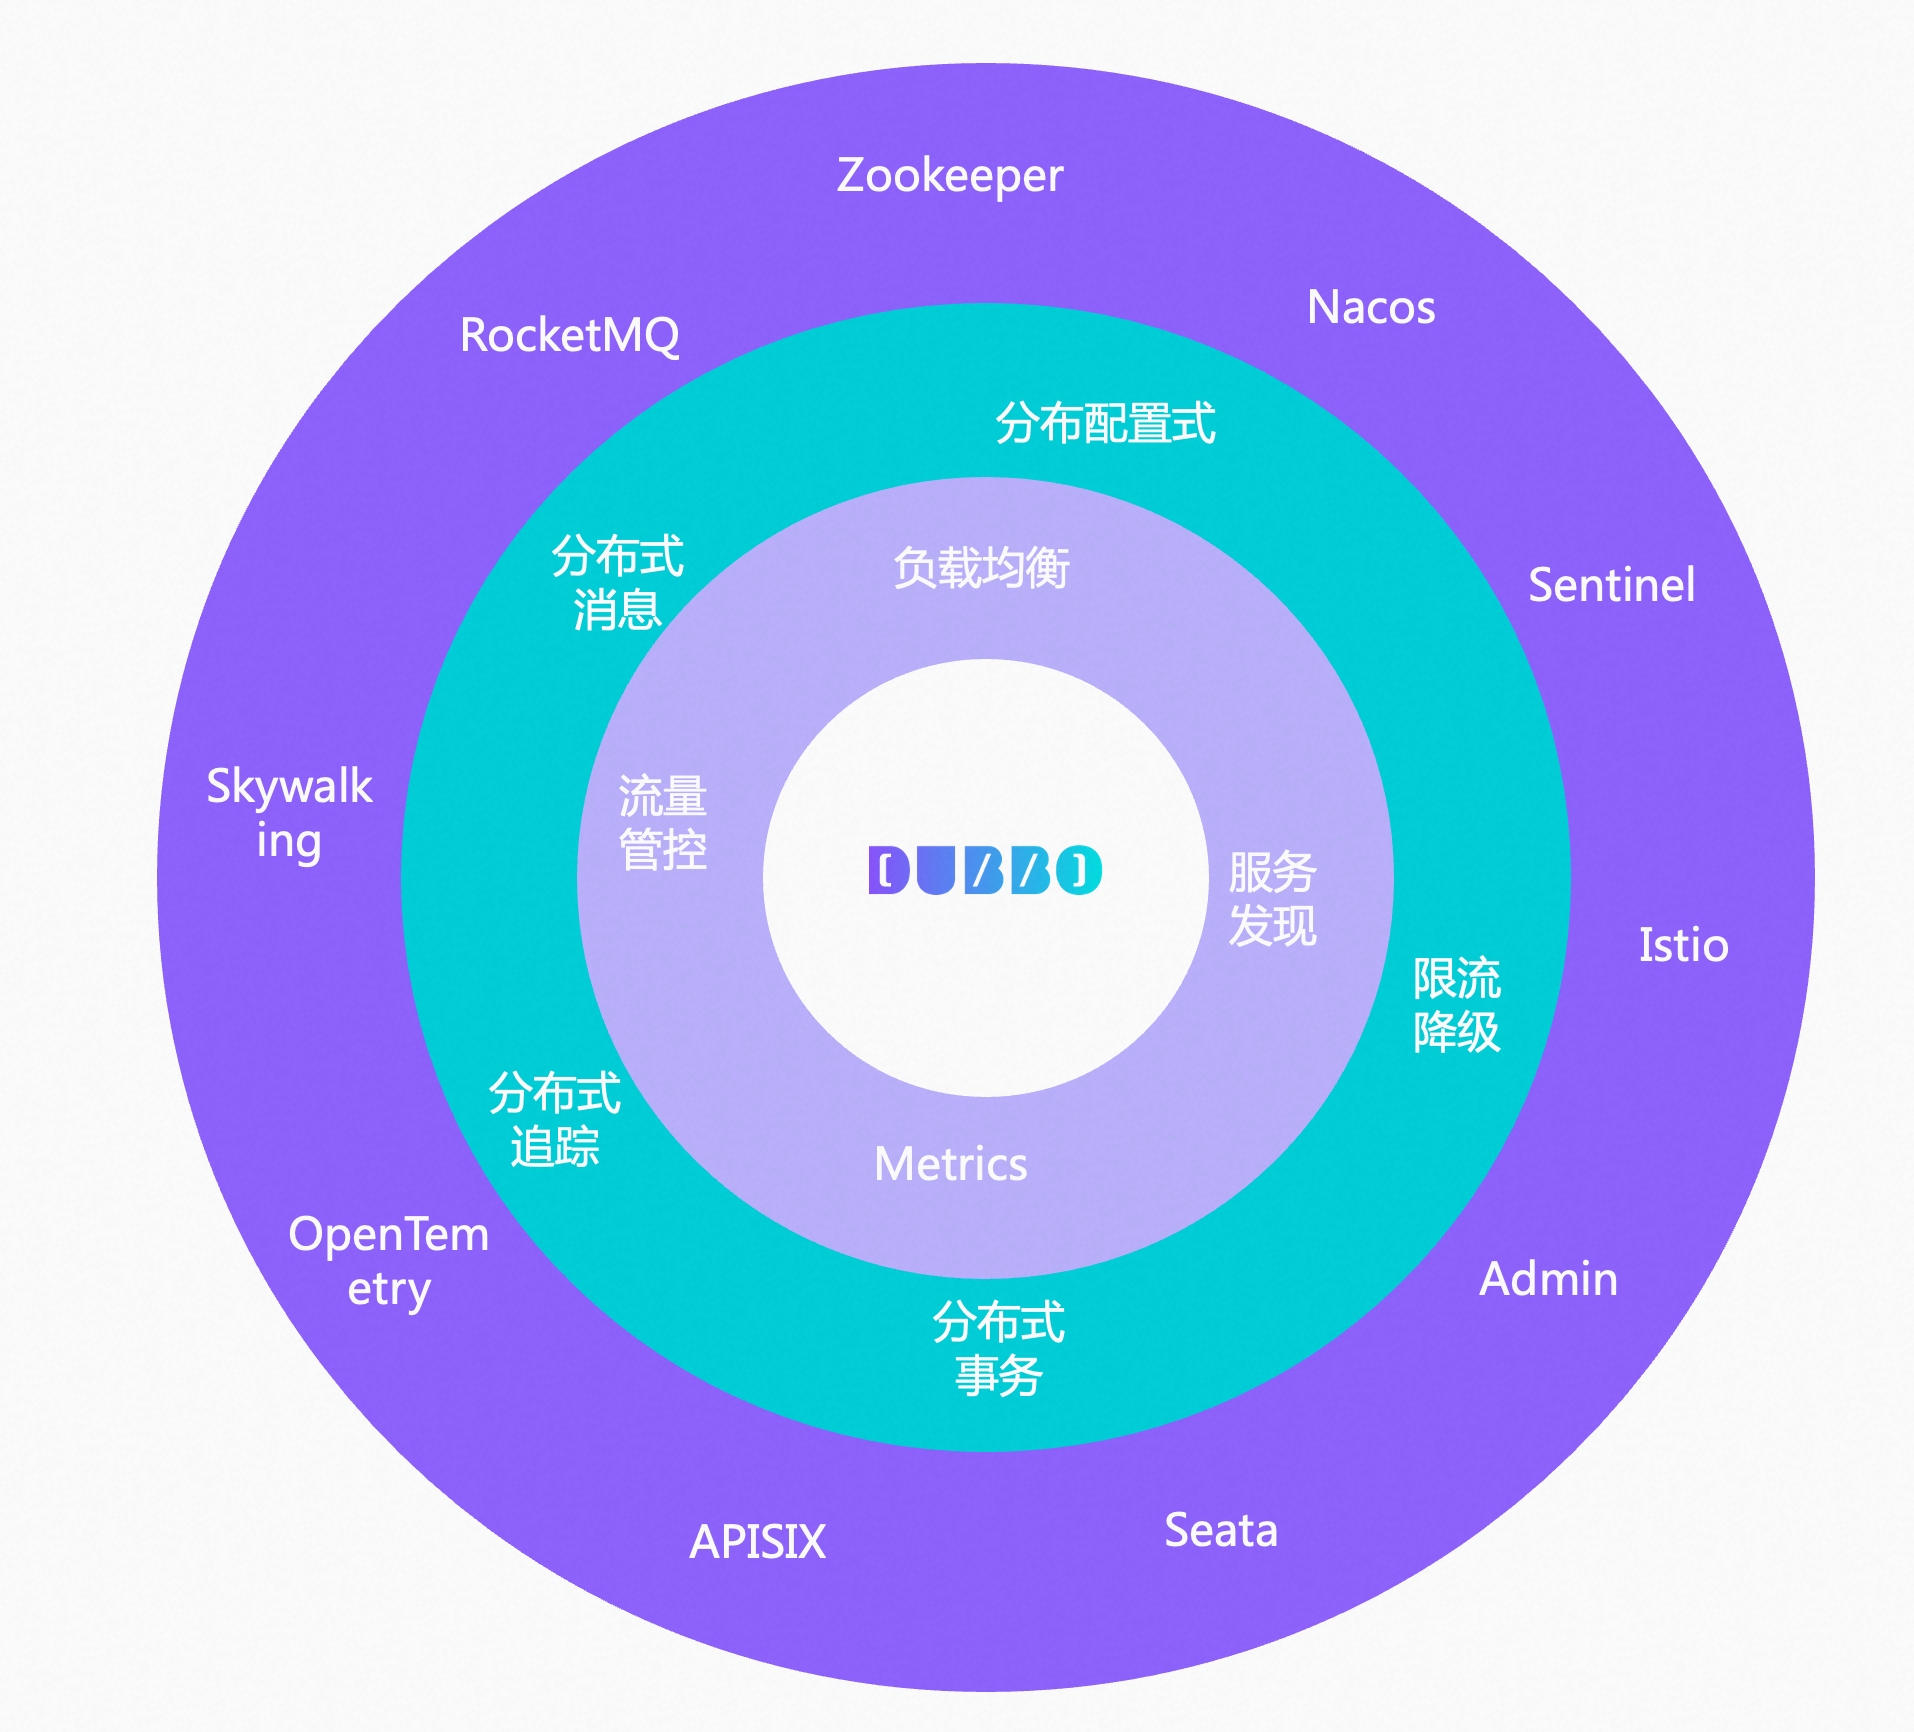 Zookeeper
Nacos
RocketMQ
分布配置式
分布式
消息
负载均衡
Sentinel
Skywalk
ing
流量
管控
DUBBO
服务
发现
Istio
限流
降级
分布式
追踪
Metrics
OpenTem
etry
Admin
分布式
事务
APISIX
Seata